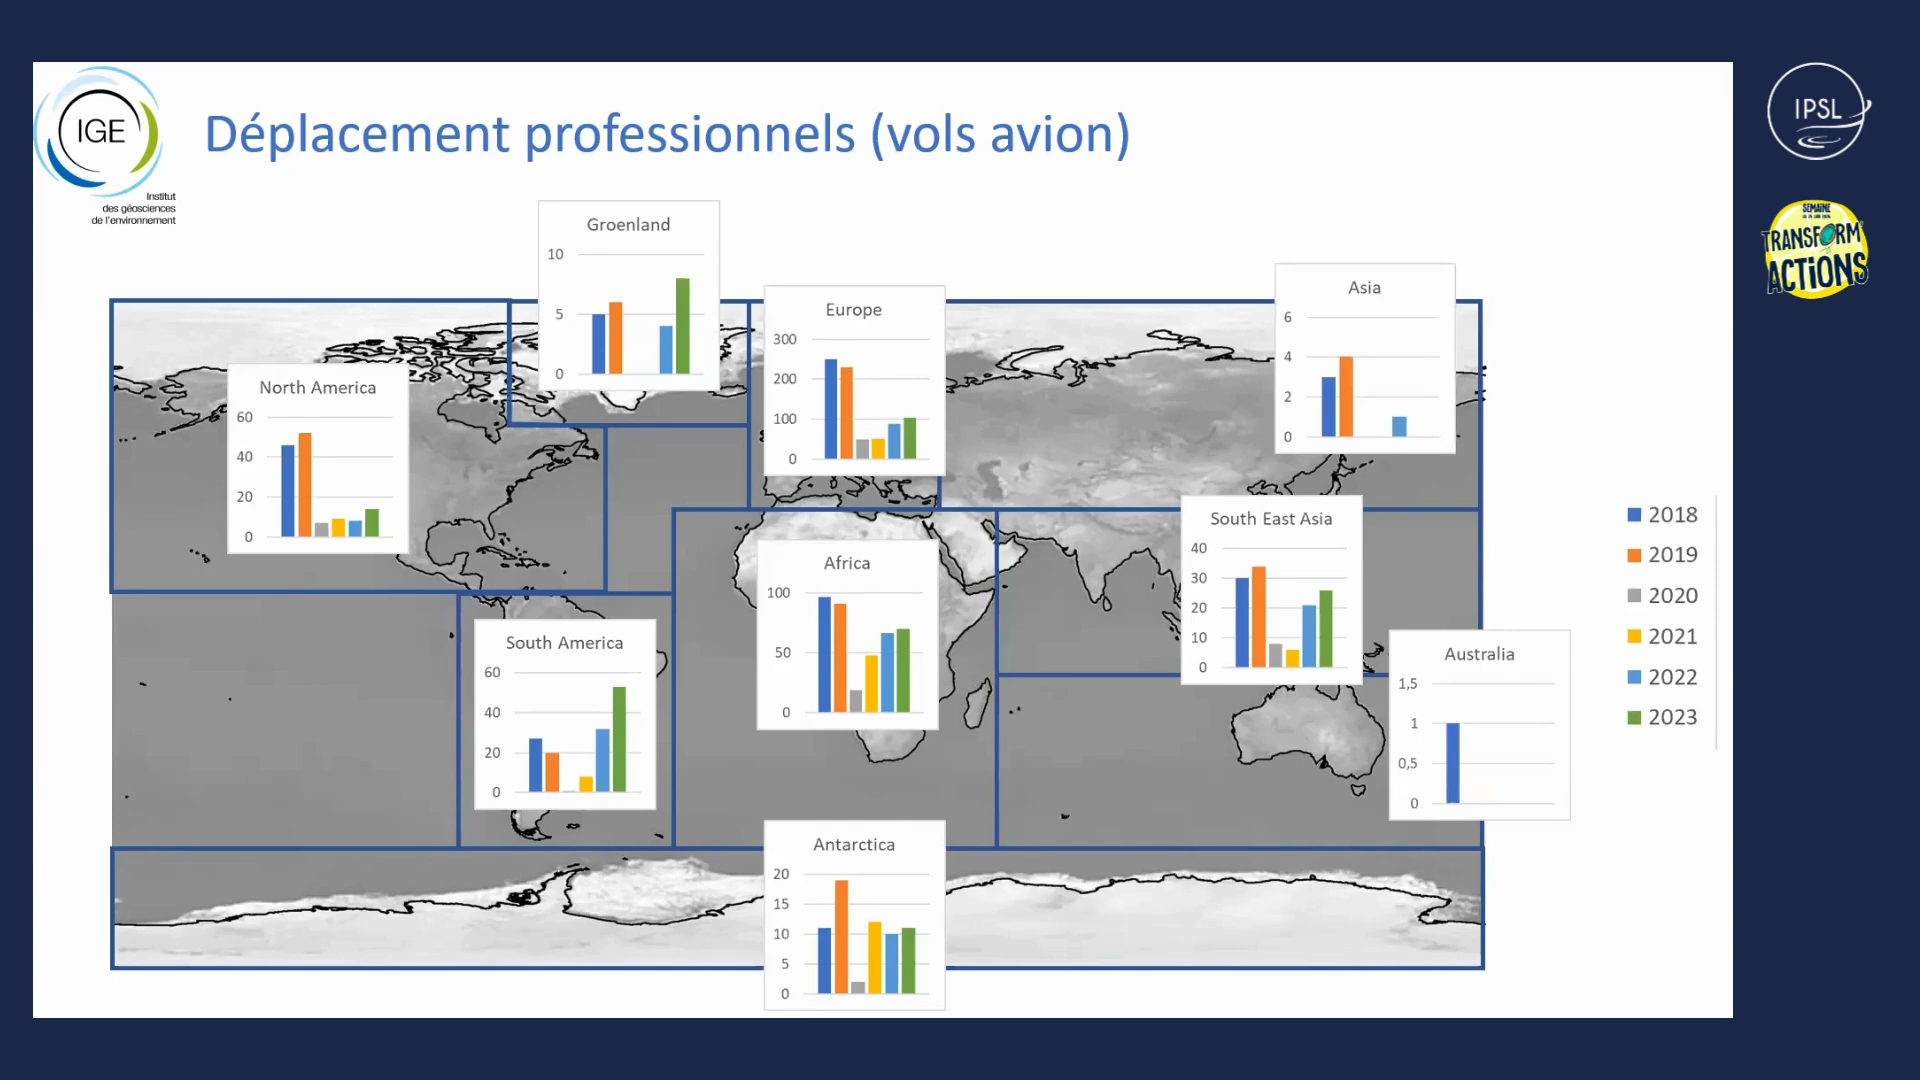 IGE
Institut
des géosciences
de l'environnement
Déplacement professionnels (vols avion)
IPSL
SEMAINE
TRANSFORM'
ACTIONS
Groenland
10
5
0
Europe
300
200
100
0
Asia
6
4
2
0
North America
60
40
20
0
South East Asia
40
30
20
10
0
Africa
100
50
0
South America
60
40
20
0
Australia
1,5
1
0,5
0
Antarctica
20
15
10
5
0
2018
2019
2020
2021
2022
2023